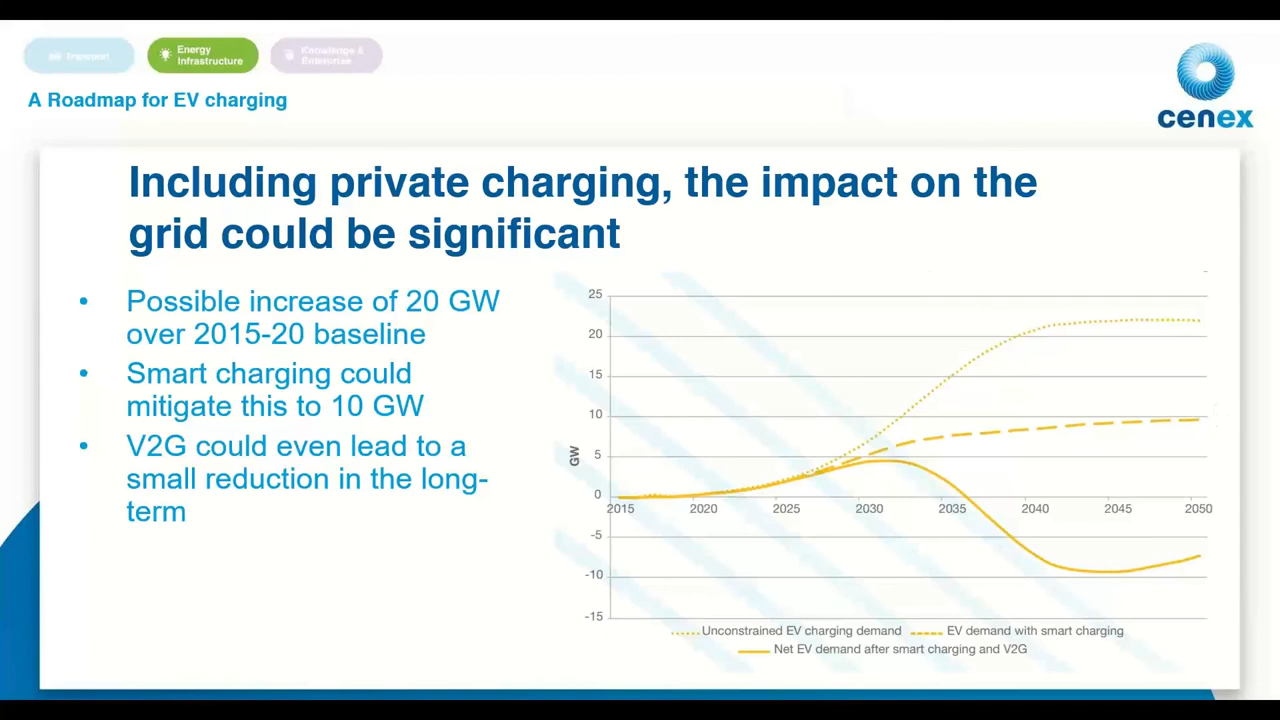 Transport
Energy
Infrastructure
Knowledge &
Enterprise
A Roadmap for EV charging
cenex
Including private charging, the impact on the
grid could be significant
• Possible increase of 20 GW
over 2015-20 baseline
• Smart charging could
mitigate this to 10 GW
• V2G could even lead to a
small reduction in the long-
term
25
20
15
10
5
0
-5
-10
-15
GW
2015 2020 2025 2030 2035 2040 2045 2050
Unconstrained EV charging demand
EV demand with smart charging
Net EV demand after smart charging and V2G